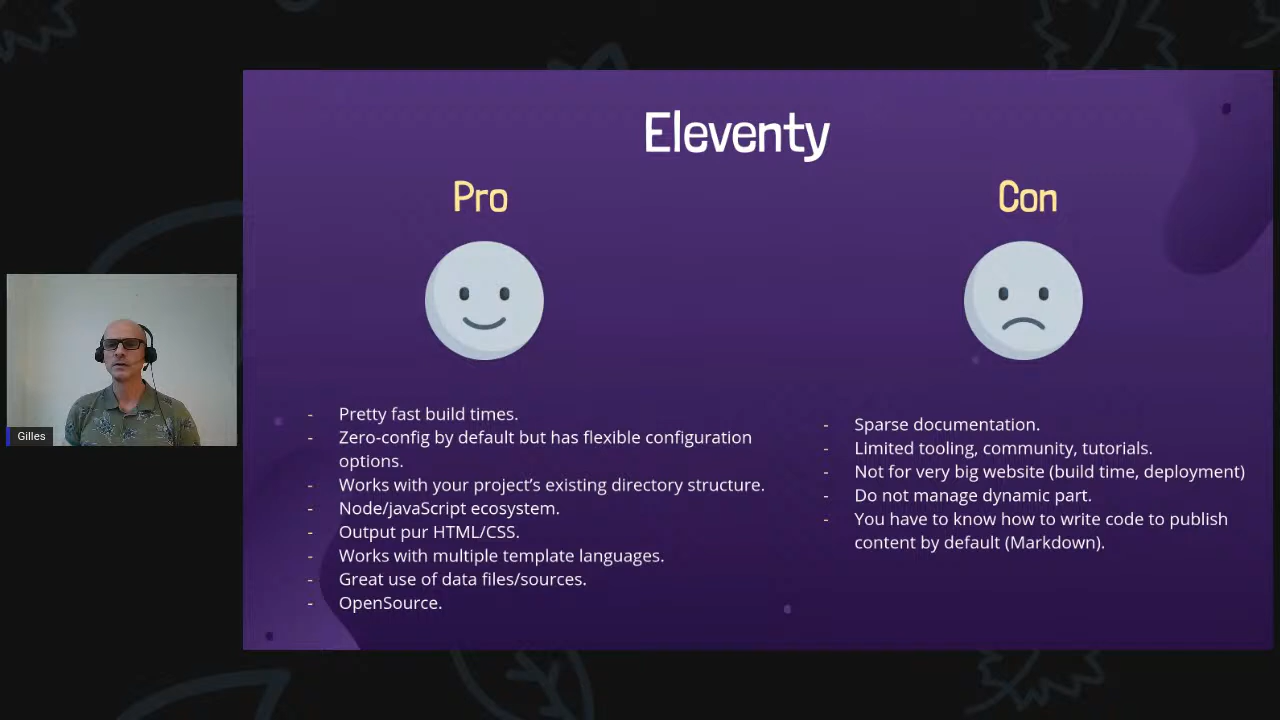 Eleventy
Pro
Con
- Pretty fast build times.
- Zero-config by default but has flexible configuration
options.
- Works with your project’s existing directory structure.
- Node/javaScript ecosystem.
- Output pur HTML/CSS.
- Works with multiple template languages.
- Great use of data files/sources.
- OpenSource.
- Sparse documentation.
- Limited tooling, community, tutorials.
- Not for very big website (build time, deployment)
- Do not manage dynamic part.
- You have to know how to write code to publish
content by default (Markdown).
Gilles